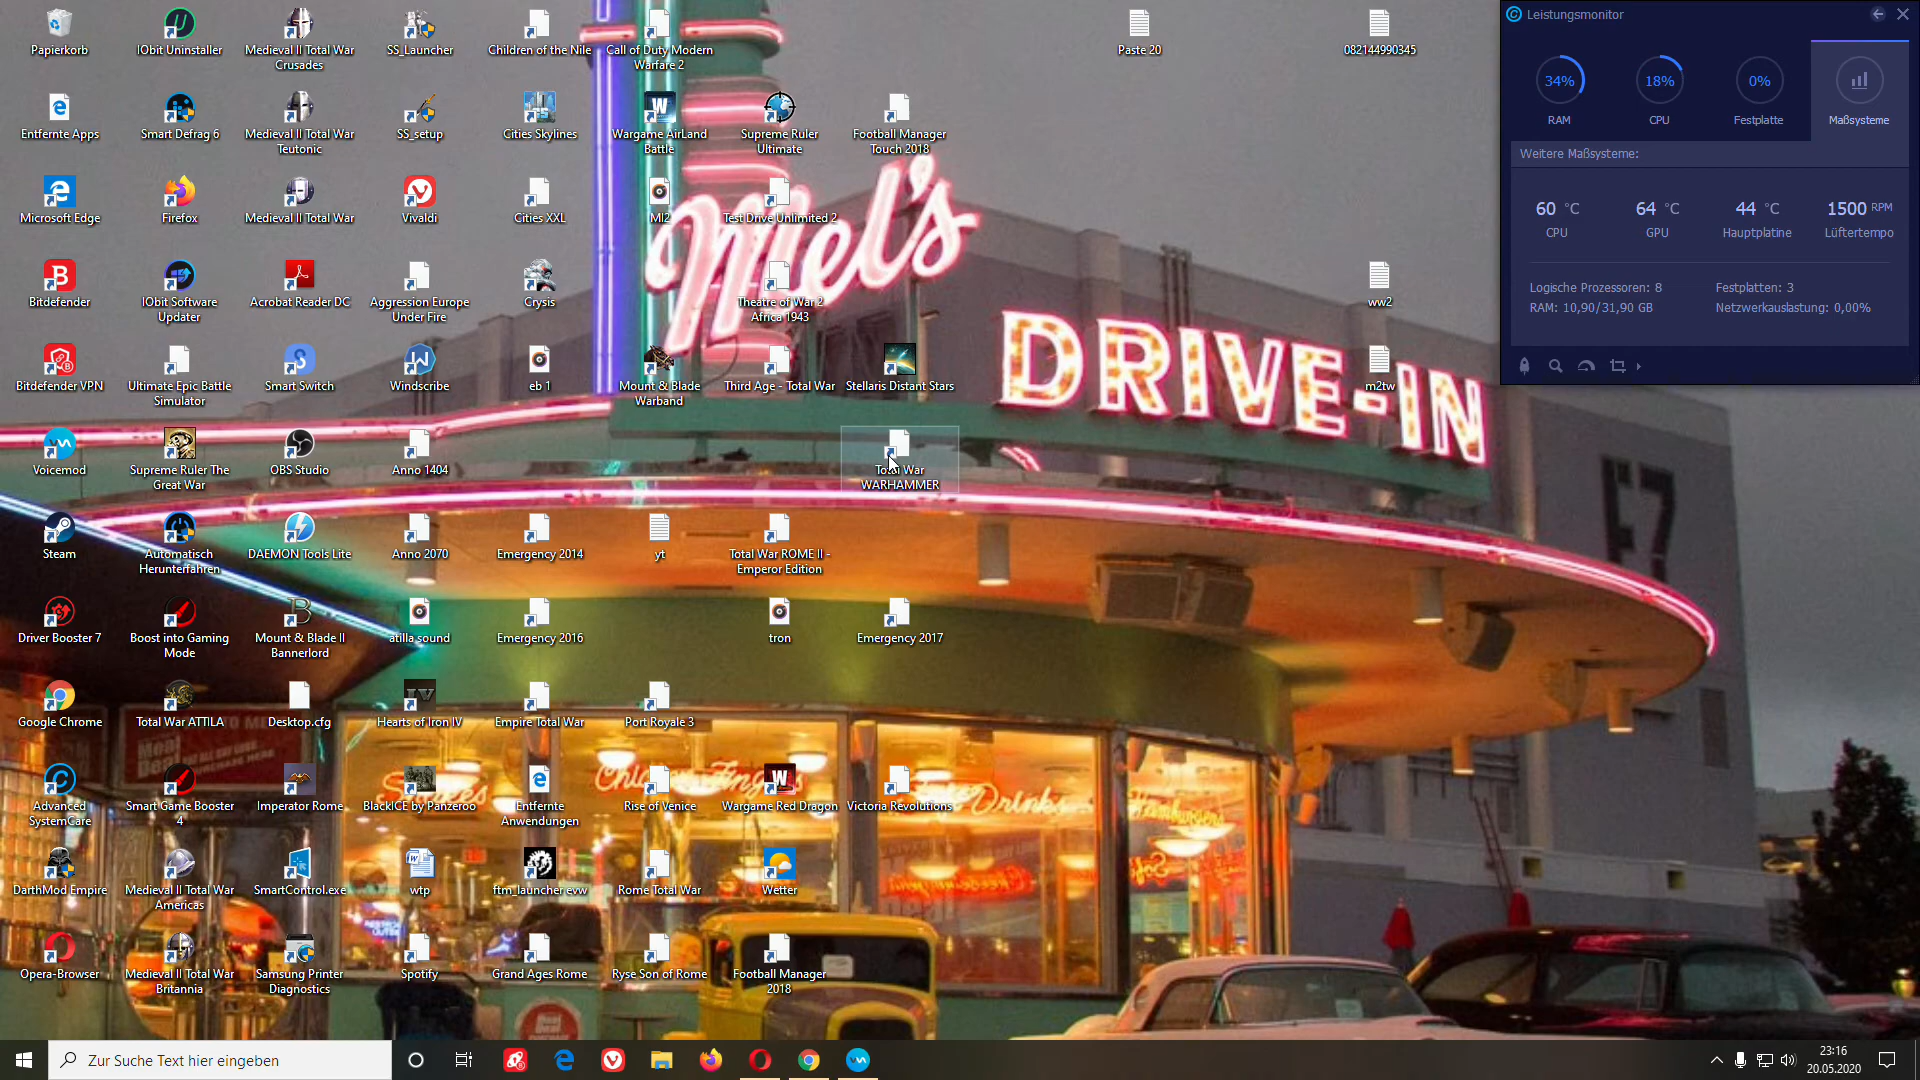 Papierkorb
IObit Uninstaller
Medieval II Total War
Crusades
SS_Launcher
Children of the Nile
Call of Duty Modern
Warfare 2
Paste 20
082144990345
Entfernte Apps
Smart Defrag 6
Medieval II Total War
Teutonic
SS_setup
Cities Skylines
Wargame AirLand
Battle
Supreme Ruler
Ultimate
Football Manager
Touch 2018
Microsoft Edge
Firefox
Medieval II Total War
Vivaldi
Cities XXL
MI2
Test Drive Unlimited 2
Mel's
DRIVE-IN
Bitdefender
IObit Software
Updater
Acrobat Reader DC
Aggression Europe
Under Fire
Crysis
Theatre of War 2
Africa 1943
ww2
Bitdefender VPN
Ultimate Epic Battle
Simulator
Smart Switch
Windscribe
eb 1
Mount & Blade
Warband
Third Age - Total War
Stellaris Distant Stars
m2tw
Voicemod
Supreme Ruler The
Great War
OBS Studio
Anno 1404
Total War
WARHAMMER
Steam
Automatisch
Herunterfahren
DAEMON Tools Lite
Anno 2070
Emergency 2014
yt
Total War ROME II -
Emperor Edition
Driver Booster 7
Boost into Gaming
Mode
Mount & Blade II
Bannerlord
atilla sound
Emergency 2016
tron
Emergency 2017
Google Chrome
Total War ATTILA
Desktop.cfg
Hearts of Iron IV
Empire Total War
Port Royale 3
Advanced
SystemCare
Smart Game Booster
4
Imperator Rome
BlackICE by Panzeroo
Entfernte
Anwendungen
Rise of Venice
Wargame Red Dragon
Victoria Revolutions
Drinks
Hamburgers
DarthMod Empire
Medieval II Total War
Americas
SmartControl.exe
wtp
ftm_launcher.evw
Rome Total War
Wetter
Opera-Browser
Medieval II Total War
Britannia
Samsung Printer
Diagnostics
Spotify
Grand Ages Rome
Ryse Son of Rome
Football Manager
2018
Leistungsmonitor
34%
18%
0%
RAM
CPU
Festplatte
Maßsysteme
Weitere Maßsysteme:
60 °C
64 °C
44 °C
1500 RPM
CPU
GPU
Hauptplatine
Lüftertempo
Logische Prozessoren: 8
Festplatten: 3
RAM: 10,90/31,90 GB
Netzwerkauslastung: 0,00%
Zur Suche Text hier eingeben
23:16
20.05.2020